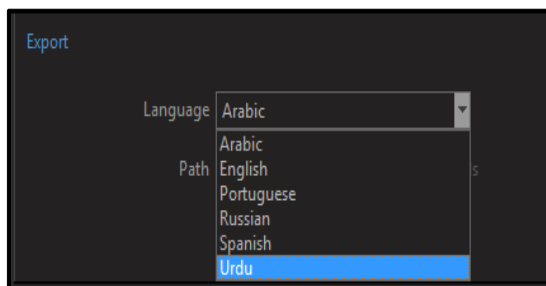 Export
Language Arabic
Arabic
Path English
Portuguese
Russian
Spanish
Urdu